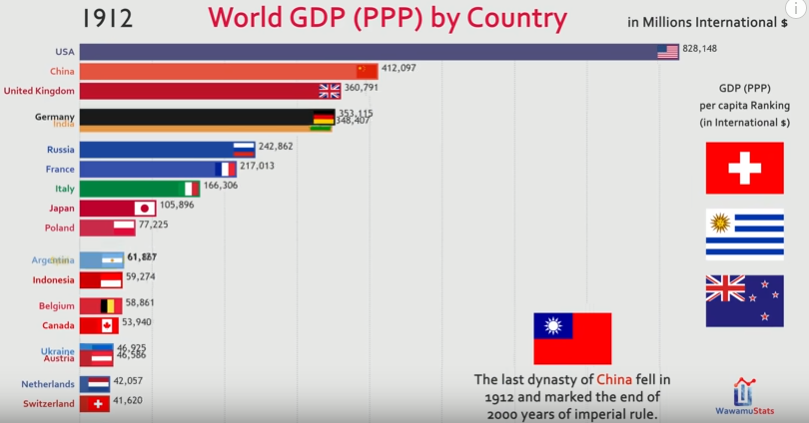 1912
World GDP (PPP) by Country
in Millions International $
i
USA 828,148
China 412,097
United Kingdom 360,791
Germany 353,115
India 348,407
Russia 242,862
France 217,013
Italy 166,306
Japan 105,896
Poland 77,225
Argentina
Indonesia 59,274
Belgium 58,861
Canada 53,940
Ukraine 46,925
Austria 46,586
Netherlands 42,057
Switzerland 41,620
GDP (PPP)
per capita Ranking
(in International $)
The last dynasty of China fell in
1912 and marked the end of
2000 years of imperial rule.
WawamuStats